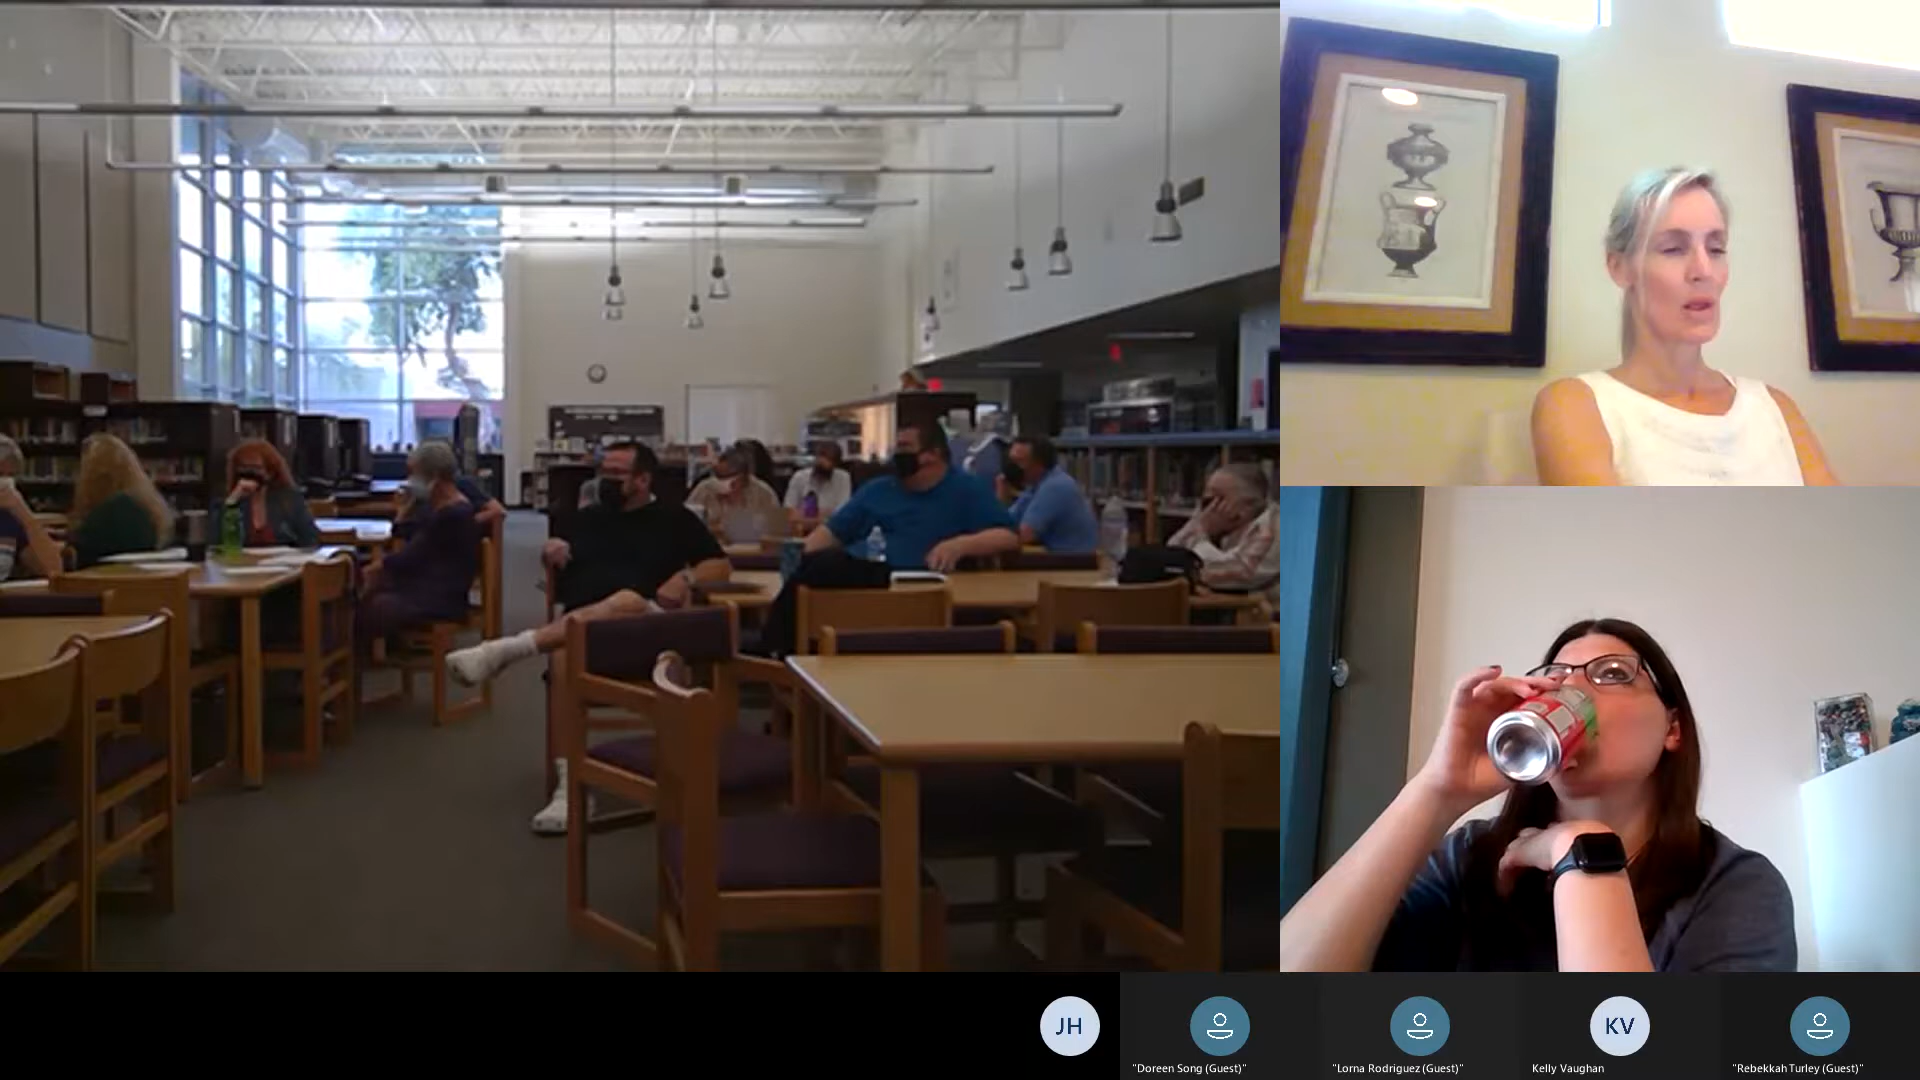 JH
KV
"Doreen Song (Guest)"
"Lorna Rodriguez (Guest)"
Kelly Vaughan
"Rebekkah Turley (Guest)"